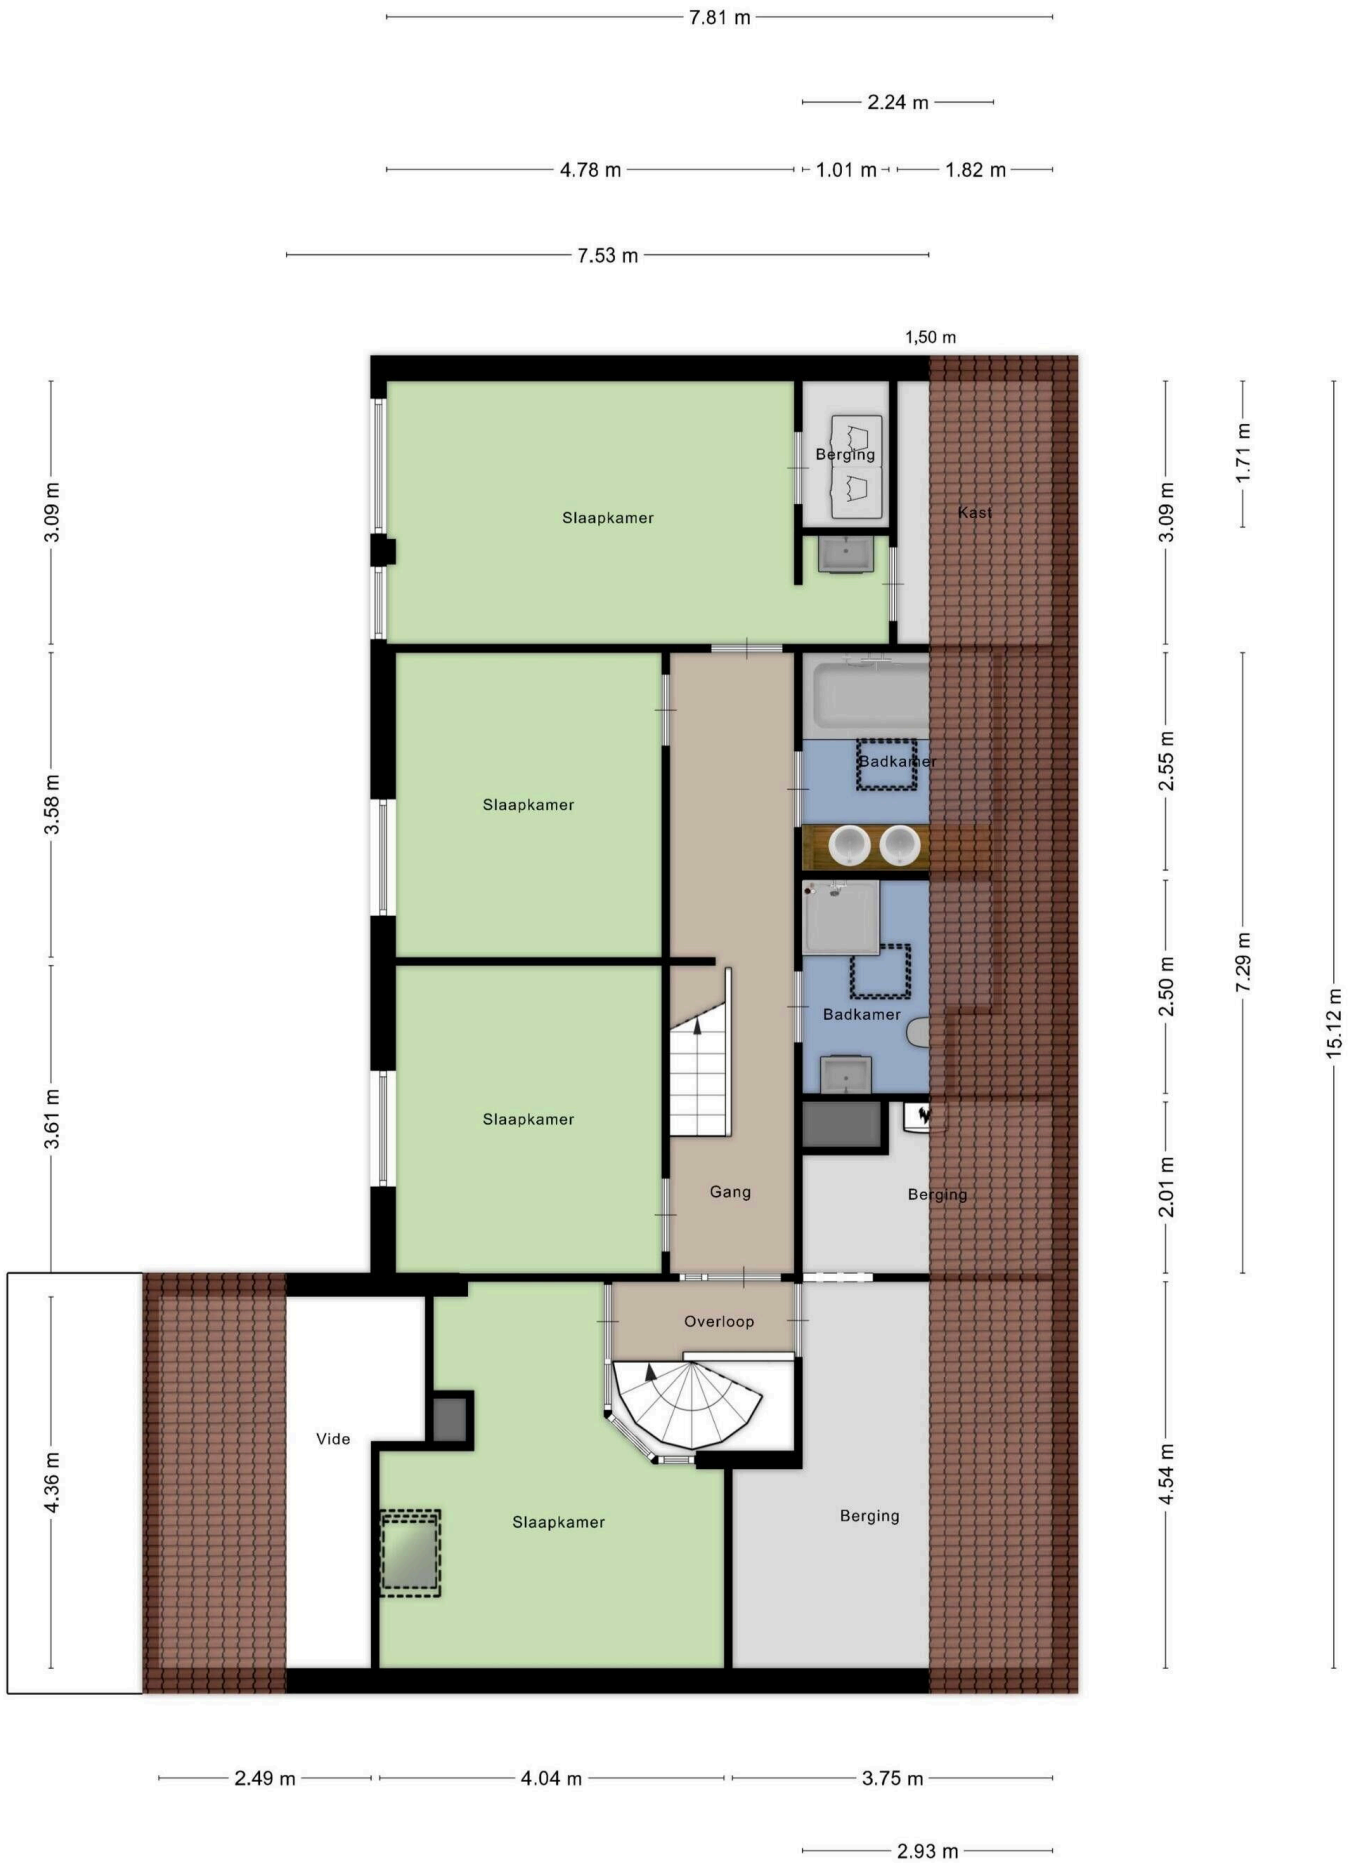 7.81 m
2.24 m
4.78 m
1.01 m
1.82 m
7.53 m
1,50 m
3.09 m
3.58 m
3.61 m
4.36 m
Slaapkamer
Berging
Kast
Slaapkamer
Badkamer
Badkamer
Slaapkamer
Gang
Berging
Overloop
Vide
Slaapkamer
Berging
3.09 m
2.55 m
2.50 m
2.01 m
4.54 m
1.71 m
7.29 m
15.12 m
2.49 m
4.04 m
3.75 m
2.93 m